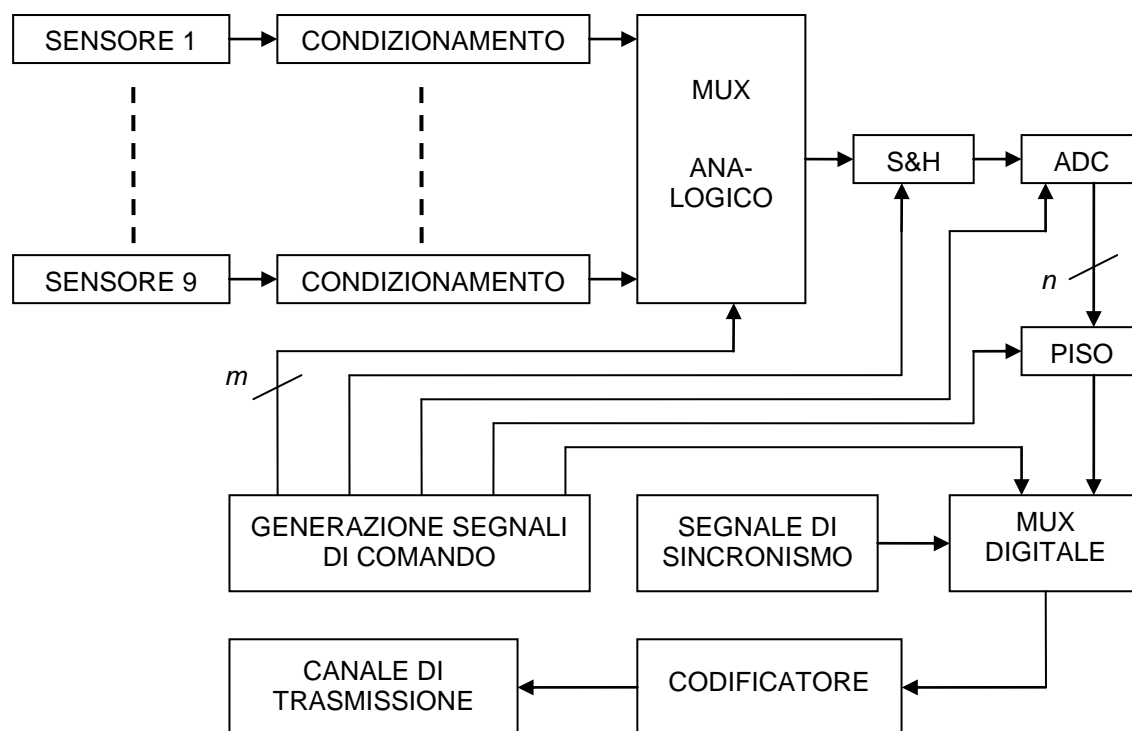 SENSORE 1
CONDIZIONAMENTO
MUX
ANA-
LOGICO
S&H
ADC
SENSORE 9
CONDIZIONAMENTO
n
m
PISO
GENERAZIONE SEGNALI
DI COMANDO
SEGNALE DI
SINCRONISMO
MUX
DIGITALE
CANALE DI
TRASMISSIONE
CODIFICATORE